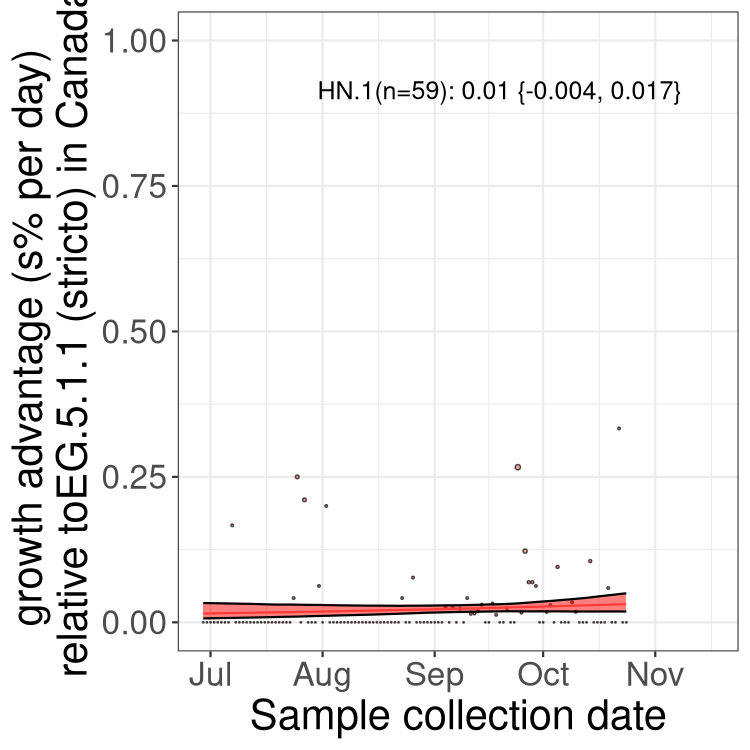 growth advantage (s% per day)
relative toEG.5.1.1 (stricto) in Canada
1.00
0.75
0.50
0.25
0.00
HN.1(n=59): 0.01 {-0.004, 0.017}
Jul Aug Sep Oct Nov
Sample collection date